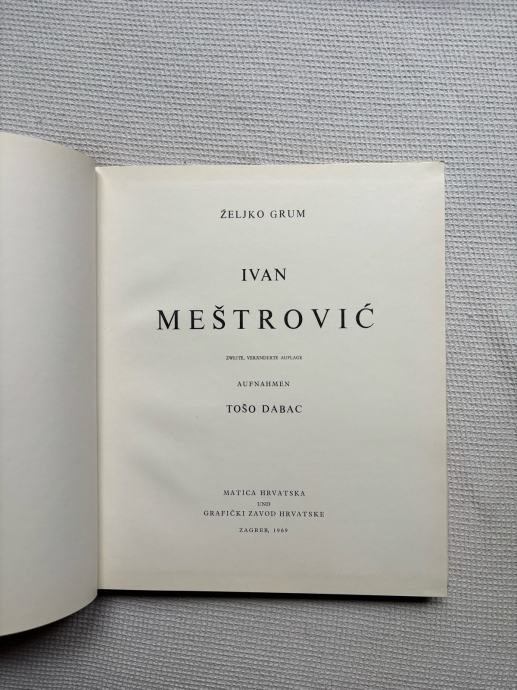 ŽELJKO GRUM
IVAN
MEŠTROVIĆ
ZWEITE, VERÄNDERTE AUFLAGE
AUFNAHMEN
TOŠO DABAC
MATICA HRVATSKA
UND
GRAFIČKI ZAVOD HRVATSKE
ZAGREB, 1969